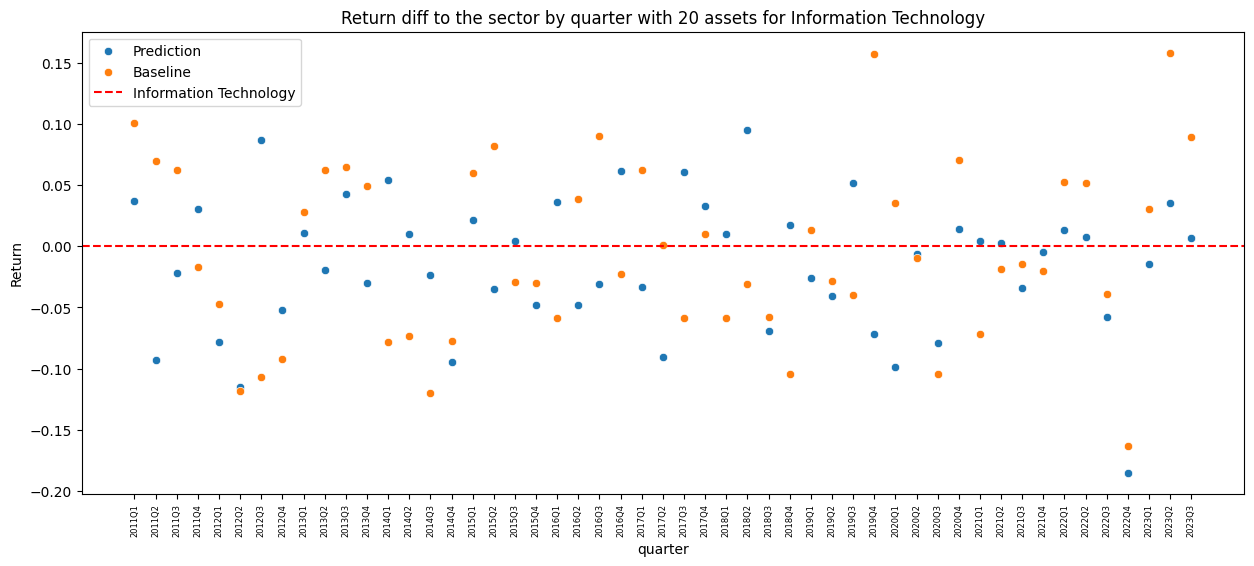 Return diff to the sector by quarter with 20 assets for Information Technology
Prediction
Baseline
Information Technology
0.15
0.10
0.05
0.00
−0.05
−0.10
−0.15
−0.20
Return
2011Q1
2011Q2
2011Q3
2011Q4
2012Q1
2012Q2
2012Q3
2012Q4
2013Q1
2013Q2
2013Q3
2013Q4
2014Q1
2014Q2
2014Q3
2014Q4
2015Q1
2015Q2
2015Q3
2015Q4
2016Q1
2016Q2
2016Q3
2016Q4
2017Q1
2017Q2
2017Q3
2017Q4
2018Q1
2018Q2
2018Q3
2018Q4
2019Q1
2019Q2
2019Q3
2019Q4
2020Q1
2020Q2
2020Q3
2020Q4
2021Q1
2021Q2
2021Q3
2021Q4
2022Q1
2022Q2
2022Q3
2022Q4
2023Q1
2023Q2
2023Q3
quarter